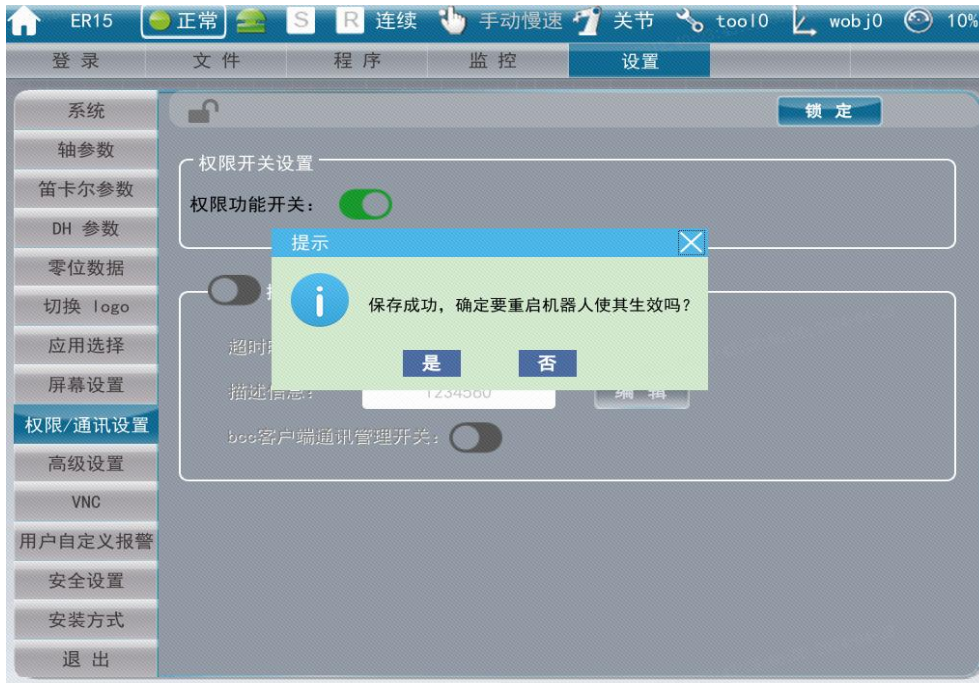 ER15 正常 S R 连续 手动慢速 关节 tool0 wobj0 10%
登 录 文 件 程 序 监 控 设置
系统
锁 定
轴参数
权限开关设置
笛卡尔参数
权限功能开关：
DH 参数
提示
零位数据
切换 logo
保存成功，确定要重启机器人使其生效吗？
应用选择
超时
是 否
屏幕设置
描述信息：
1234560
编 辑
权限/通讯设置
bcc客户端通讯管理开关：
高级设置
VNC
用户自定义报警
安全设置
安装方式
退 出